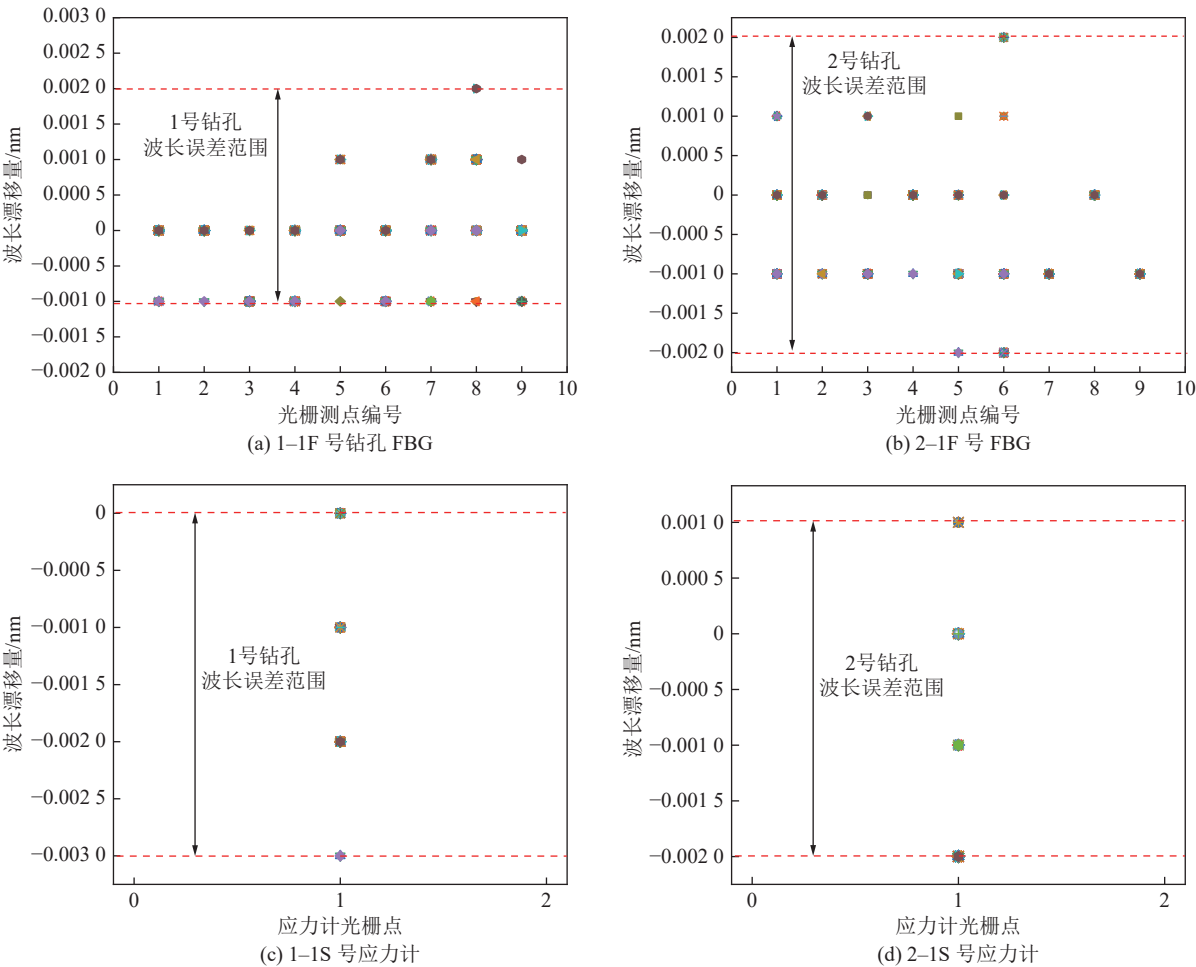 0.003 0
0.002 5
0.002 0
0.001 5
0.001 0
0.000 5
0
−0.000 5
−0.001 0
−0.001 5
−0.002 0
波长漂移量/nm
1号钻孔
波长误差范围
0 1 2 3 4 5 6 7 8 9 10
光栅测点编号
(a) 1–1F 号钻孔 FBG
0.002 0
0.001 5
0.001 0
0.000 5
0
−0.000 5
−0.001 0
−0.001 5
−0.002 0
波长漂移量/nm
2号钻孔
波长误差范围
0 1 2 3 4 5 6 7 8 9 10
光栅测点编号
(b) 2–1F 号 FBG
0
−0.000 5
−0.001 0
−0.001 5
−0.002 0
−0.002 5
−0.003 0
波长漂移量/nm
1号钻孔
波长误差范围
0 1 2
应力计光栅点
(c) 1–1S 号应力计
0.001 0
0.000 5
0
−0.000 5
−0.001 0
−0.001 5
−0.002 0
波长漂移量/nm
2号钻孔
波长误差范围
0 1 2
应力计光栅点
(d) 2–1S 号应力计